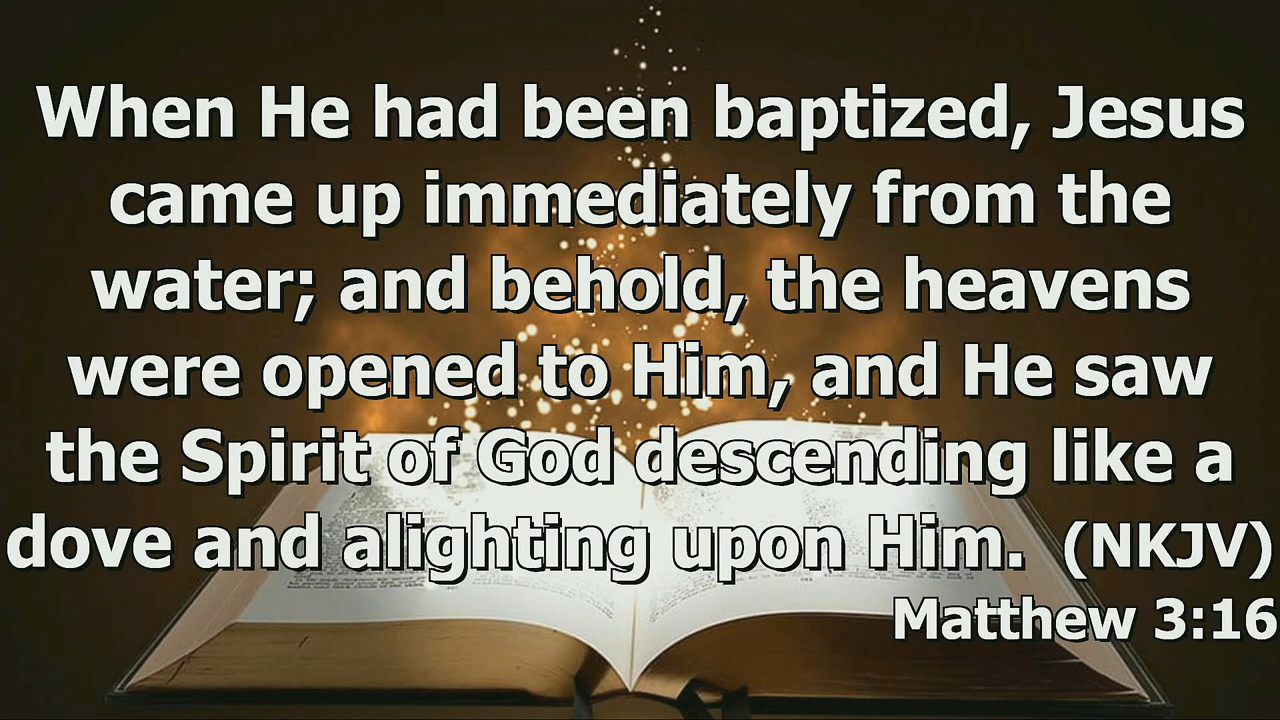 When He had been baptized, Jesus
came up immediately from the
water; and behold, the heavens
were opened to Him, and He saw
the Spirit of God descending like a
dove and alighting upon Him. (NKJV)
Matthew 3:16